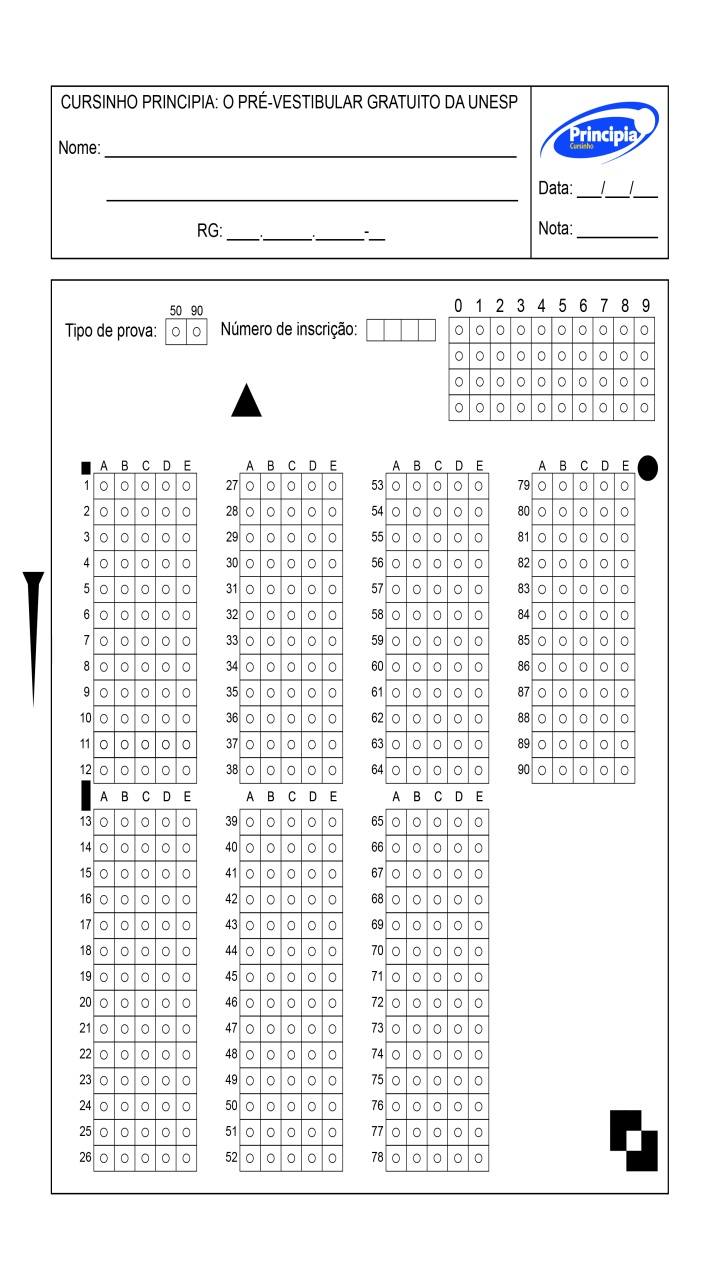 CURSINHO PRINCIPIA: O PRÉ-VESTIBULAR GRATUITO DA UNESP
Principia
Cursinho
Nome: ____________________
Data: ___/___/___
RG: ____.______.______-__
Nota: __________
50 90
Tipo de prova:
Número de inscrição:
0 1 2 3 4 5 6 7 8 9
A B C D E A B C D E A B C D E A B C D E
1 27 53 79
2 28 54 80
3 29 55 81
4 30 56 82
5 31 57 83
6 32 58 84
7 33 59 85
8 34 60 86
9 35 61 87
10 36 62 88
11 37 63 89
12 38 64 90
A B C D E A B C D E A B C D E
13 39 65
14 40 66
15 41 67
16 42 68
17 43 69
18 44 70
19 45 71
20 46 72
21 47 73
22 48 74
23 49 75
24 50 76
25 51 77
26 52 78